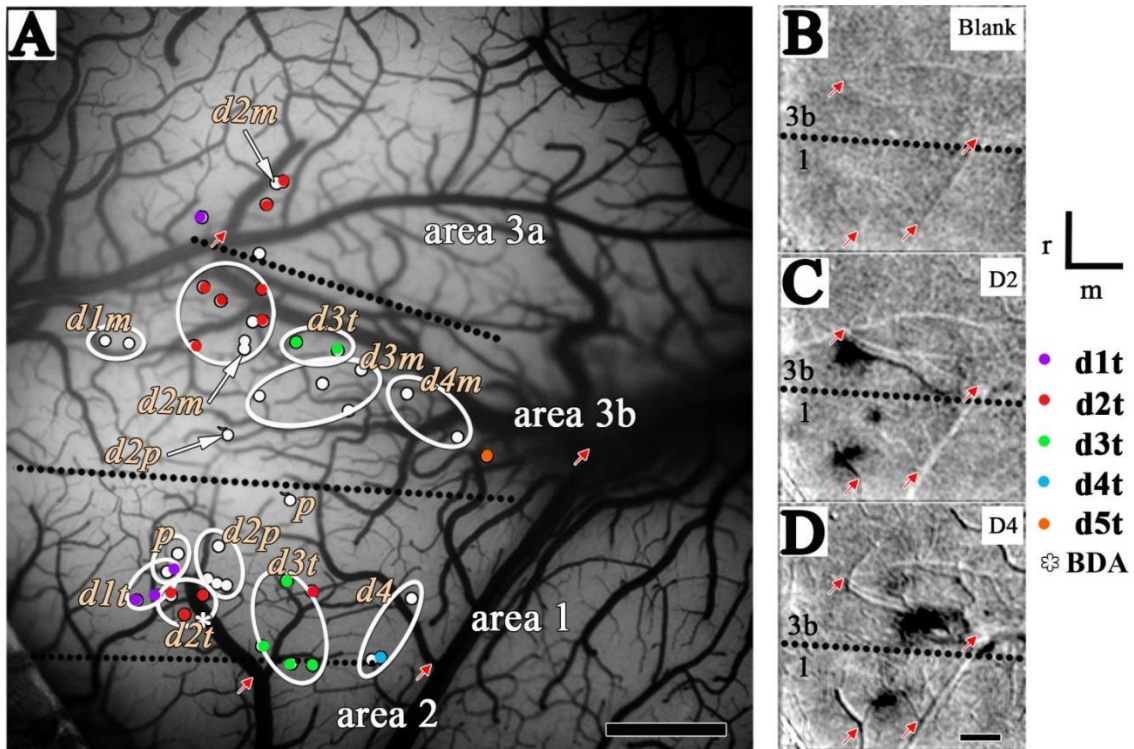 A
d2m
area 3a
d1m
d3t
d3m
d4m
d2m
area 3b
d2p
p
p
d2p
d3t
d1t
d4
d2t
area 1
area 2
B
Blank
3b
1
C
D2
3b
1
D
D4
3b
1
r
m
d1t
d2t
d3t
d4t
d5t
BDA